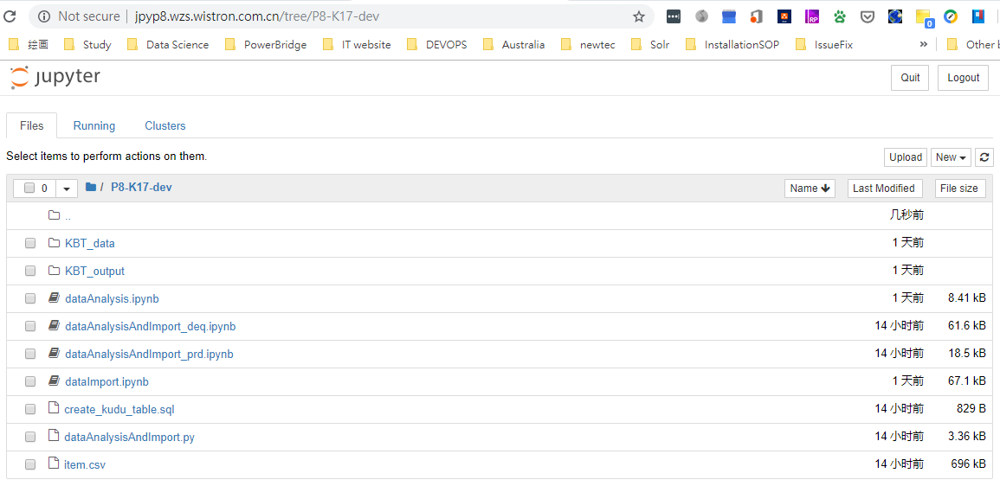 Not secure jpyp8.wzs.wistron.com.cn/tree/P8-K17-dev
RP 0
绘画 Study Data Science PowerBridge IT website DEVOPS Australia newtec Solr InstallationSOP IssueFix » Other b
jupyter Quit Logout
Files Running Clusters
Select items to perform actions on them. Upload New
0 / P8-K17-dev Name Last Modified File size
.. 几秒前
KBT_data 1 天前
KBT_output 1 天前
dataAnalysis.ipynb 1 天前 8.41 kB
dataAnalysisAndImport_deq.ipynb 14 小时前 61.6 kB
dataAnalysisAndImport_prd.ipynb 14 小时前 18.5 kB
dataImport.ipynb 1 天前 67.1 kB
create_kudu_table.sql 14 小时前 829 B
dataAnalysisAndImport.py 14 小时前 3.36 kB
item.csv 14 小时前 696 kB